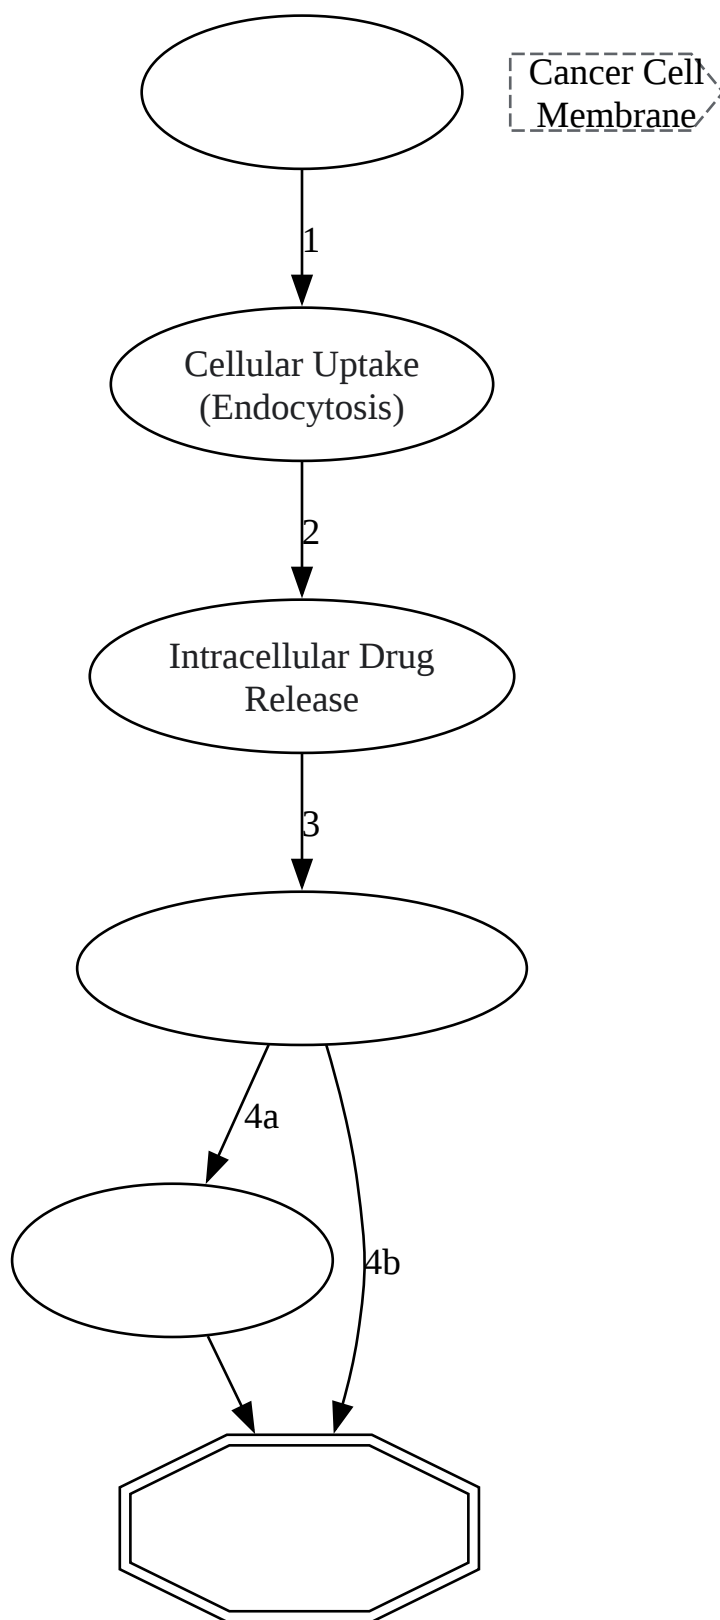 Cancer Cell
Membrane
1
Cellular Uptake
(Endocytosis)
2
Intracellular Drug
Release
3
4a
4b